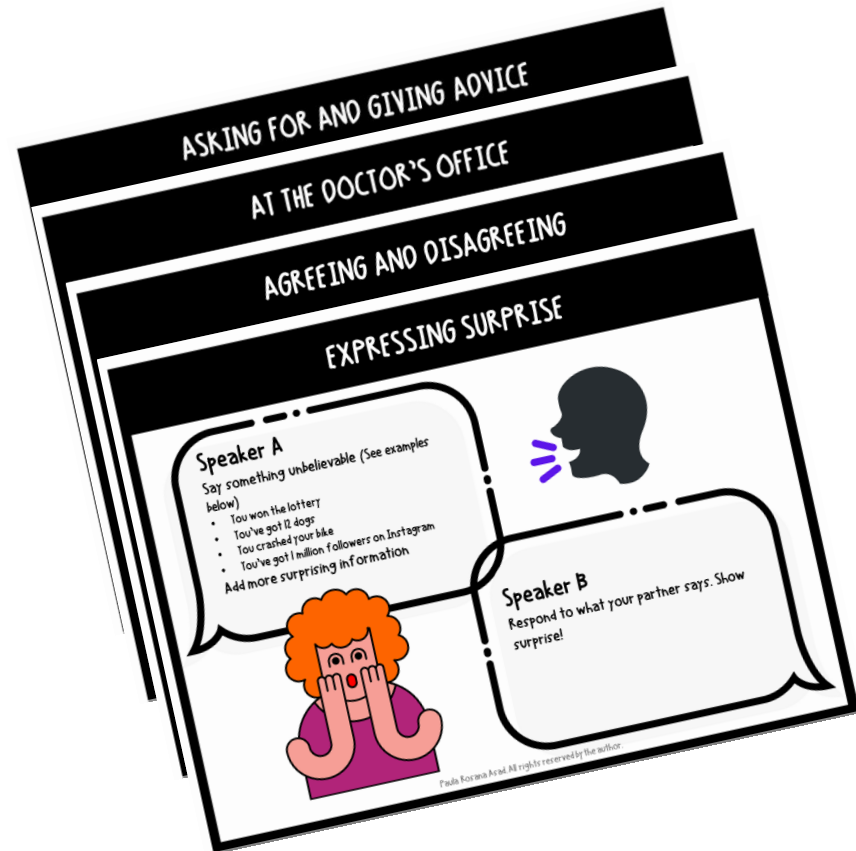 ASKING FOR AND GIVING ADVICE
AT THE DOCTOR'S OFFICE
AGREEING AND DISAGREEING
EXPRESSING SURPRISE
Speaker A
Say something unbelievable (See examples
below)
• You won the lottery
• You've got 12 dogs
• You crashed your bike
• You've got 1 million followers on Instagram
Add more surprising information
Speaker B
Respond to what your partner says. Show
surprise!
Paula Rosana Arad. All rights reserved by the author.